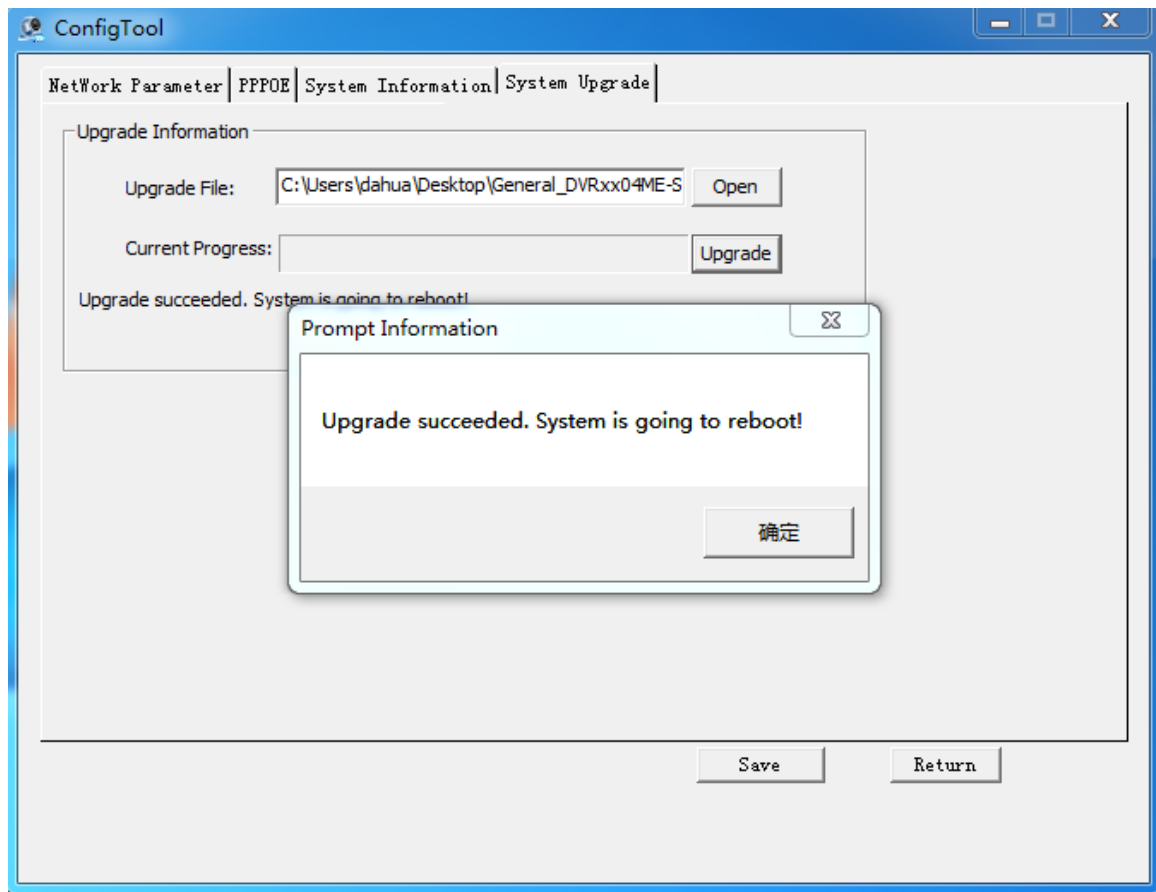 ConfigTool
NetWork Parameter PPPOE System Information System Upgrade
Upgrade Information
Upgrade File: C:\Users\dahua\Desktop\General_DVRxx04ME-S Open
Current Progress: Upgrade
Upgrade succeeded. System is going to reboot!
Prompt Information
Upgrade succeeded. System is going to reboot!
确定
Save Return